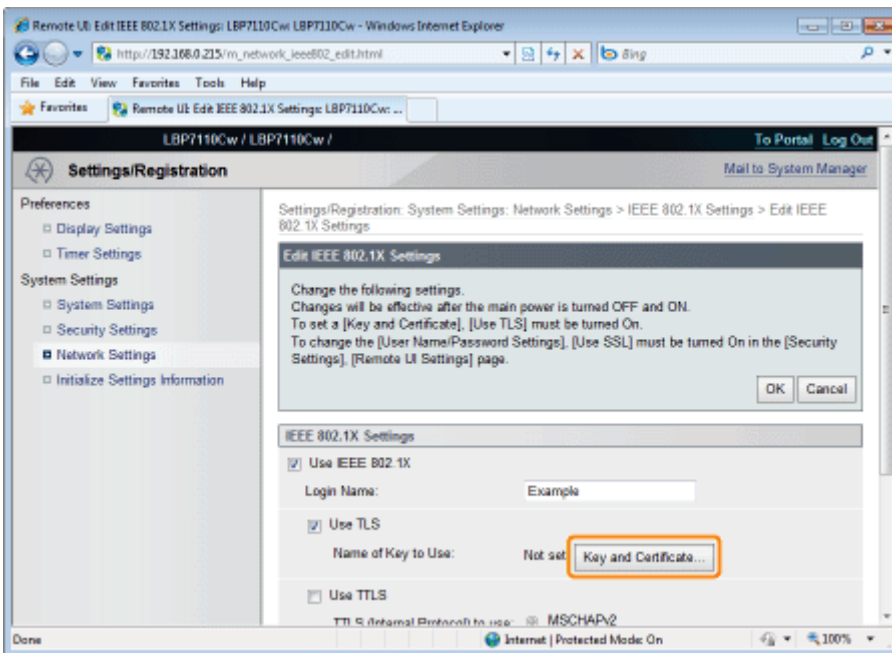 Remote UI: Edit IEEE 802.1X Settings: LBP7110Cw: LBP7110Cw - Windows Internet Explorer
http://192.168.0.215/m_network_ieee802_edit.html
Bing
File Edit View Favorites Tools Help
Favorites Remote UI: Edit IEEE 802.1X Settings: LBP7110Cw: ...
LBP7110Cw / LBP7110Cw /
To Portal Log Out
Settings/Registration
Mail to System Manager
Preferences
Display Settings
Timer Settings
System Settings
System Settings
Security Settings
Network Settings
Initialize Settings Information
Settings/Registration: System Settings: Network Settings > IEEE 802.1X Settings > Edit IEEE
802.1X Settings
Edit IEEE 802.1X Settings
Change the following settings.
Changes will be effective after the main power is turned OFF and ON.
To set a [Key and Certificate], [Use TLS] must be turned On.
To change the [User Name/Password Settings], [Use SSL] must be turned On in the [Security
Settings], [Remote UI Settings] page.
OK Cancel
IEEE 802.1X Settings
Use IEEE 802.1X
Login Name: Example
Use TLS
Name of Key to Use: Not set Key and Certificate...
Use TTLS
TTLS (Internal Protocol) to use: MSCHAPv2
Done Internet | Protected Mode: On 100%